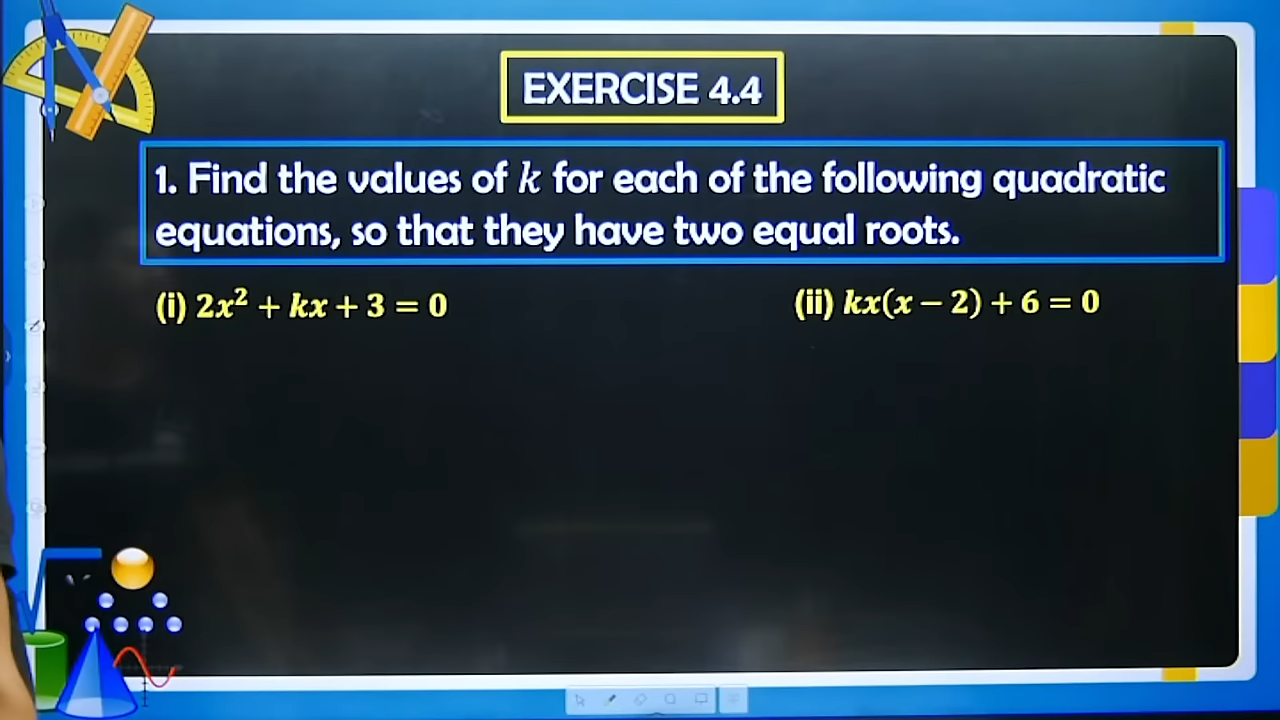 EXERCISE 4.4
1. Find the values of k for each of the following quadratic
equations, so that they have two equal roots.
(i) 2x² + kx + 3 = 0 (ii) kx(x − 2) + 6 = 0